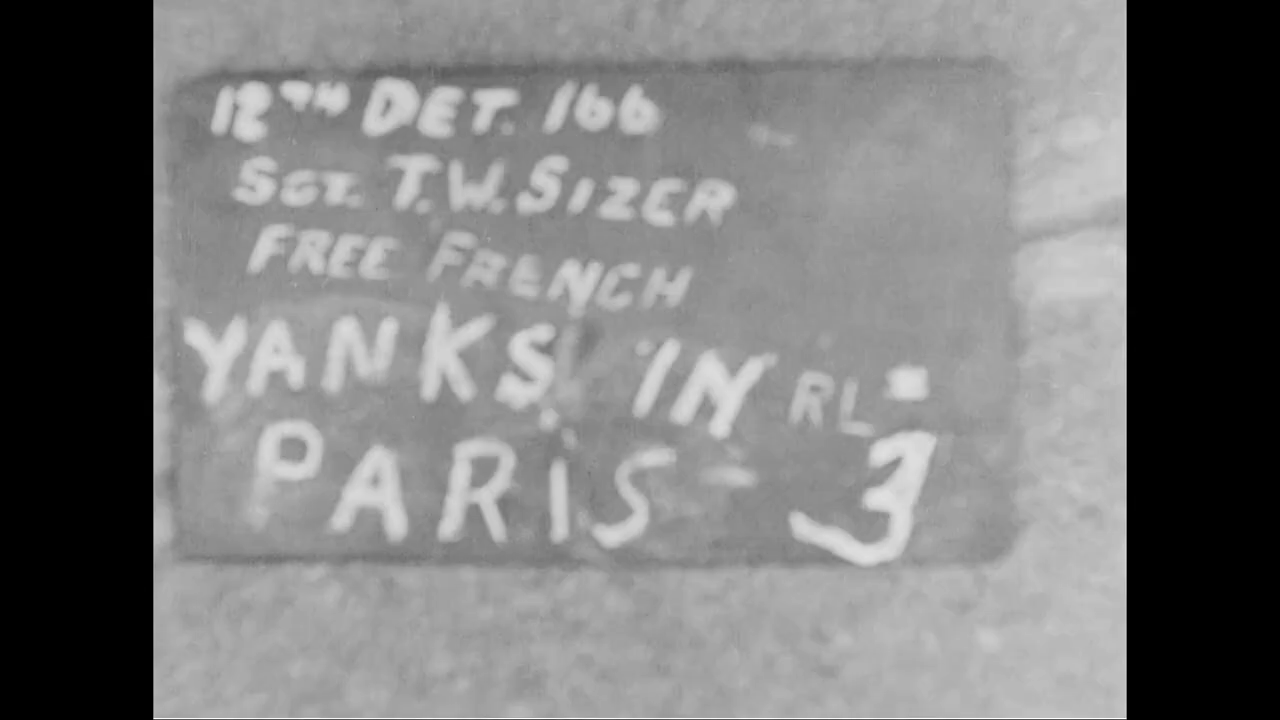 12TH DET. 166
SGT. T.W. SIZER
FREE FRENCH
YANKS IN RL
PARIS - 3